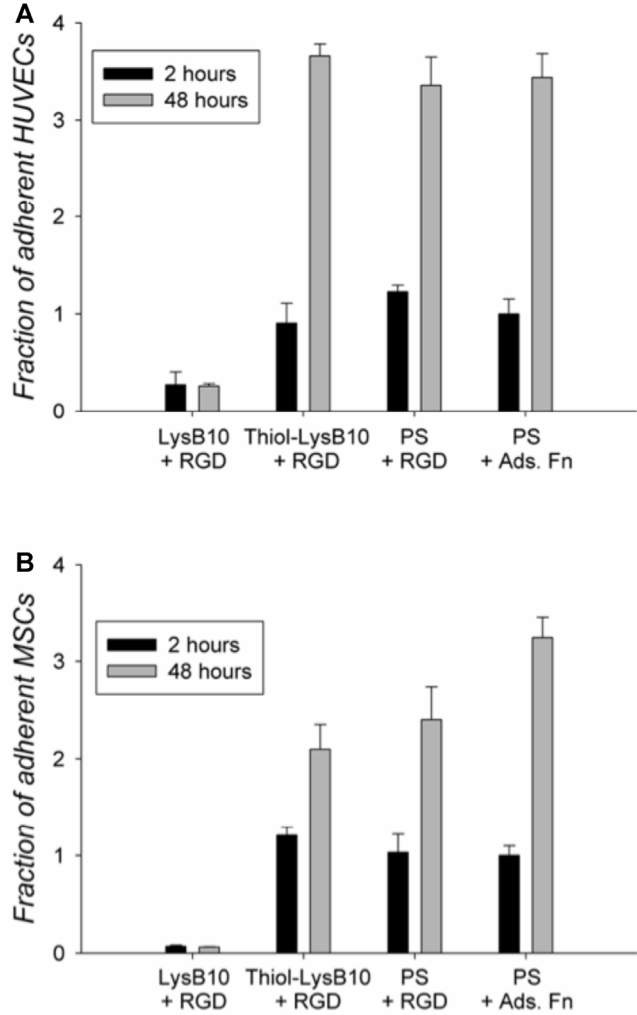 A
Fraction of adherent HUVECs
4
3
2
1
0
2 hours
48 hours
LysB10
+ RGD
Thiol-LysB10
+ RGD
PS
+ RGD
PS
+ Ads. Fn
B
Fraction of adherent MSCs
4
3
2
1
0
2 hours
48 hours
LysB10
+ RGD
Thiol-LysB10
+ RGD
PS
+ RGD
PS
+ Ads. Fn